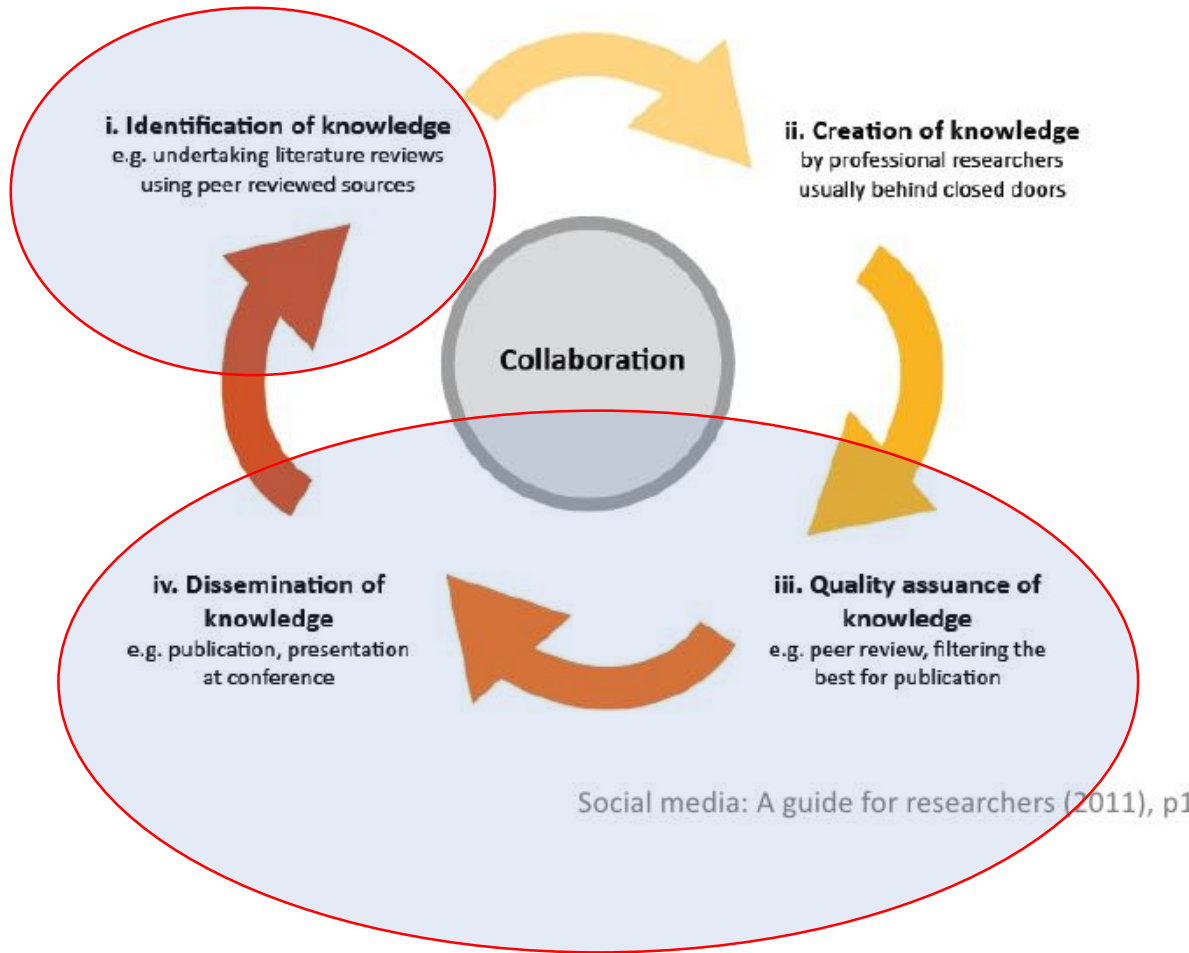 i. Identification of knowledge
e.g. undertaking literature reviews
using peer reviewed sources
ii. Creation of knowledge
by professional researchers
usually behind closed doors
Collaboration
iv. Dissemination of
knowledge
e.g. publication, presentation
at conference
iii. Quality assuance of
knowledge
e.g. peer review, filtering the
best for publication
Social media: A guide for researchers (2011), p1